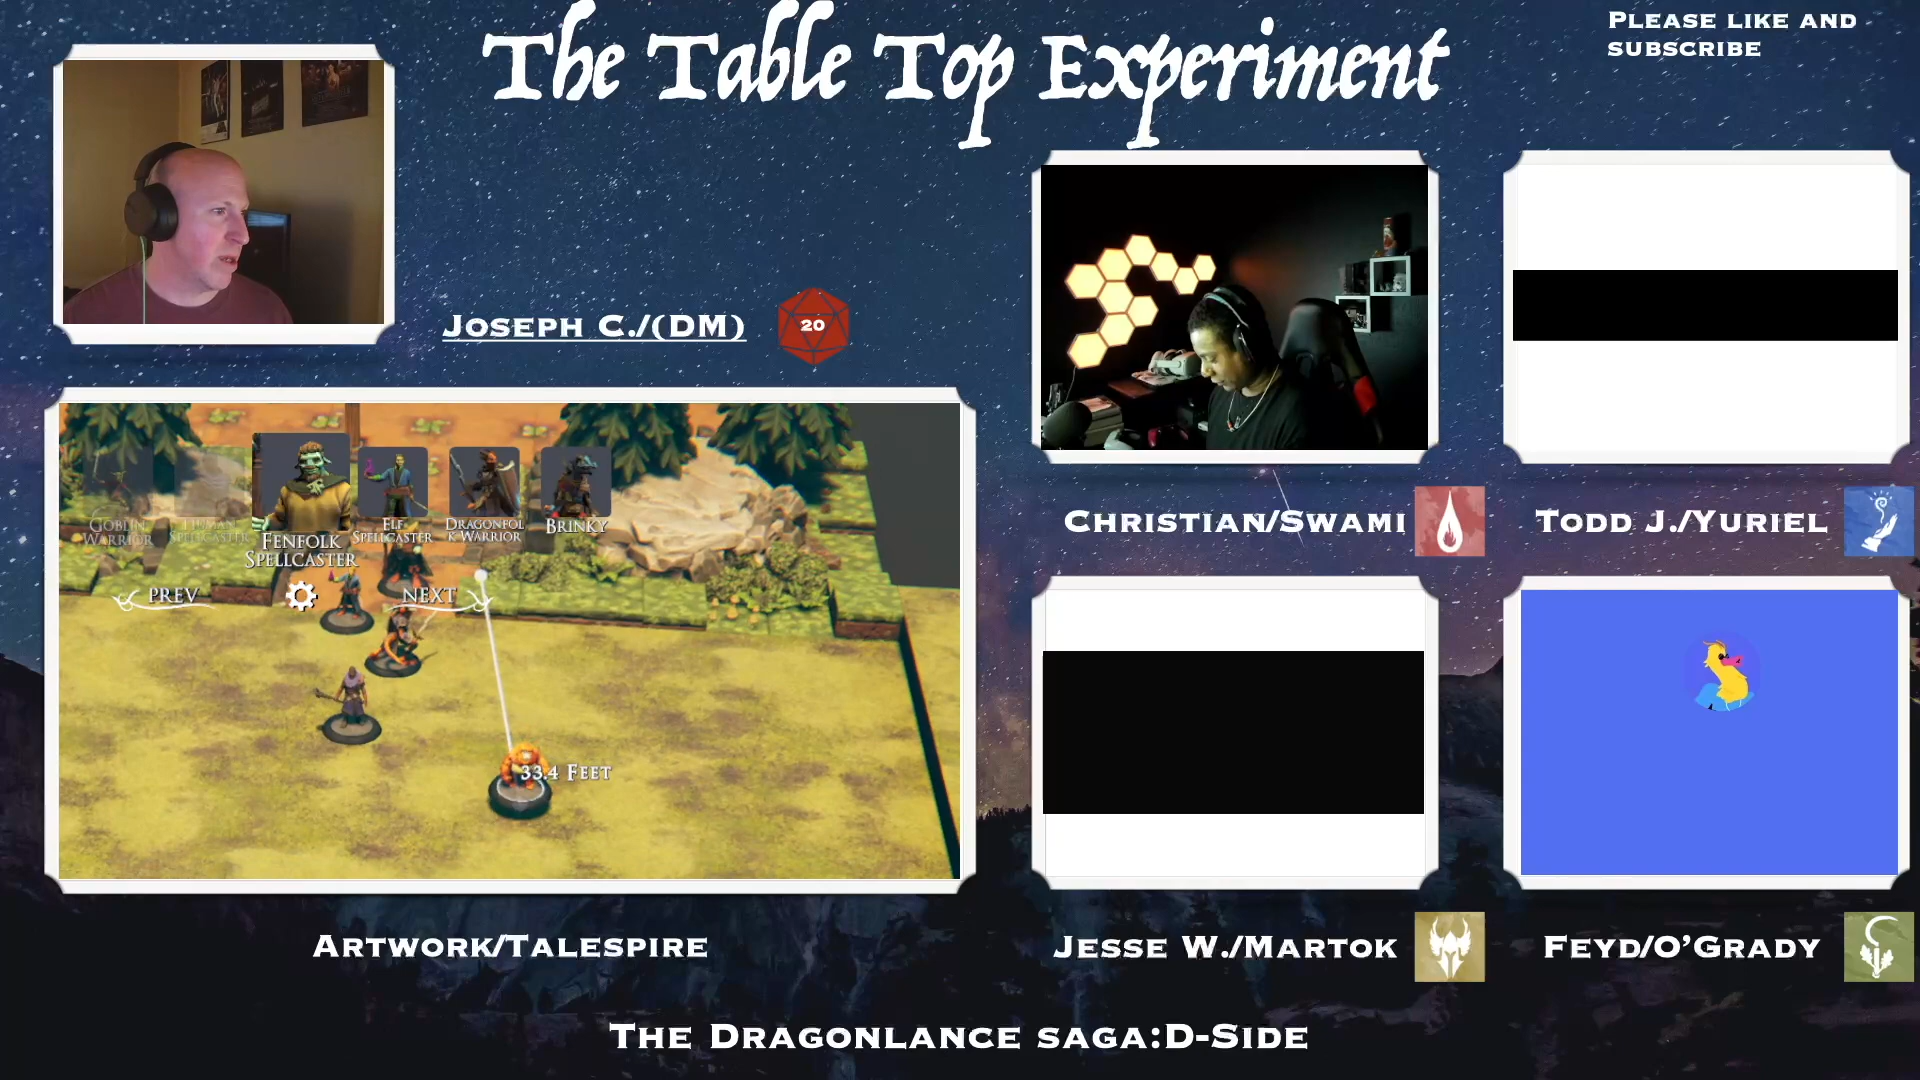 The Table Top Experiment
Please like and
subscribe
Joseph C./(DM)
20
Goblin
Warrior
Human
Spellcaster
Fenfolk
Spellcaster
Elf
Spellcaster
Dragonfol
k Warrior
Brinky
PREV
NEXT
33.4 Feet
Christian/Swami
Todd J./Yuriel
Artwork/Talespire
Jesse W./Martok
Feyd/O'Grady
The Dragonlance saga:D-Side